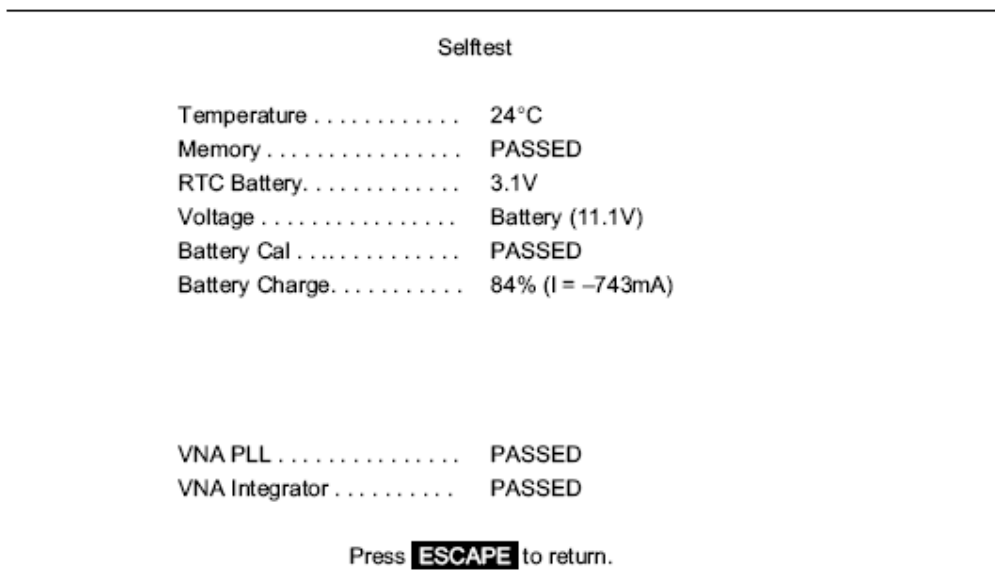 Selftest
Temperature . . . . . . . . . . . . 24°C
Memory . . . . . . . . . . . . . . . . PASSED
RTC Battery. . . . . . . . . . . . . 3.1V
Voltage . . . . . . . . . . . . . . . . Battery (11.1V)
Battery Cal . . . . . . . . . . . . . . PASSED
Battery Charge. . . . . . . . . . . 84% (I = –743mA)
VNA PLL . . . . . . . . . . . . . . . PASSED
VNA Integrator . . . . . . . . . . PASSED
Press ESCAPE to return.